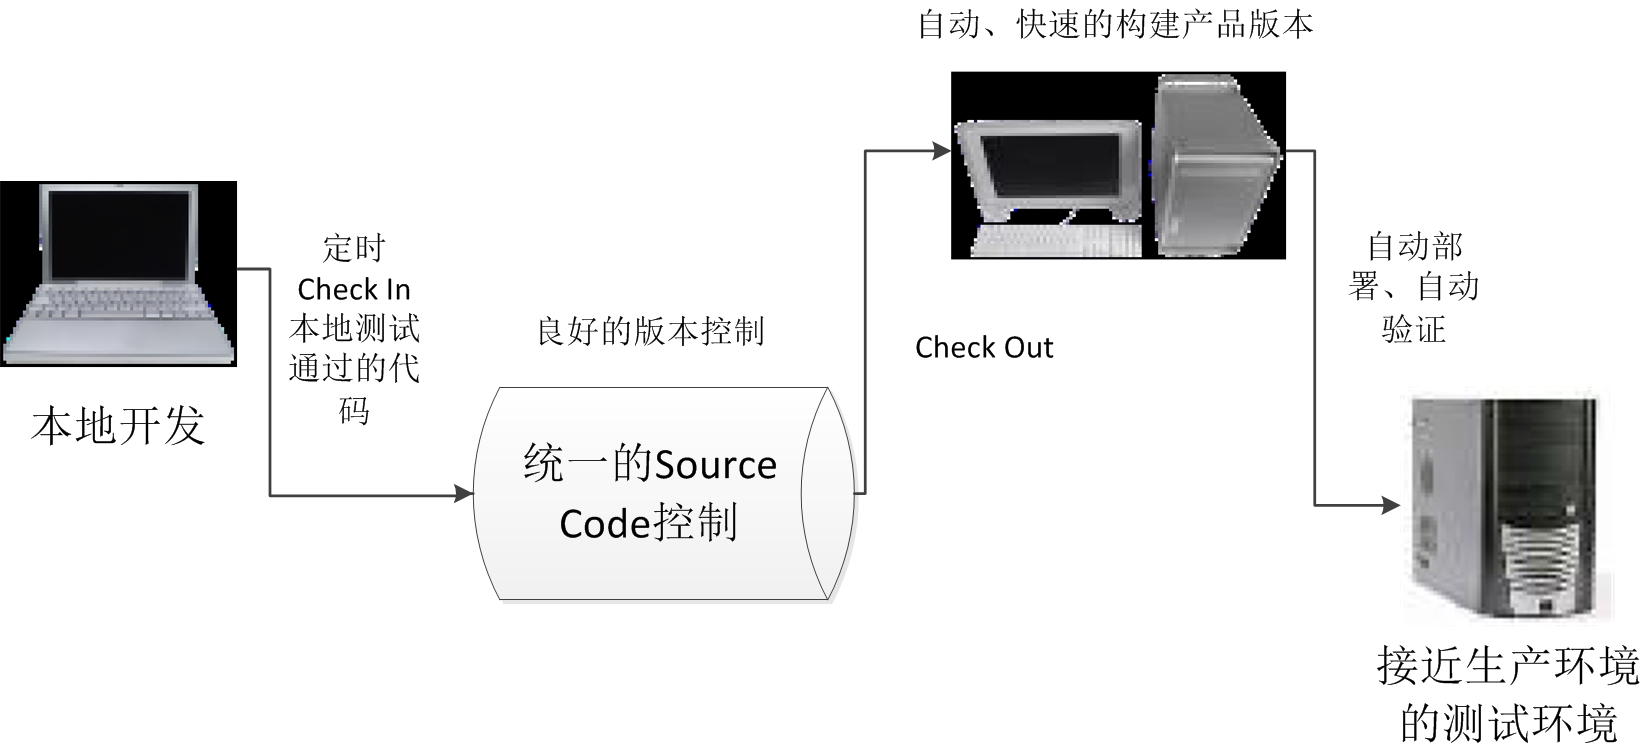 自动、快速的构建产品版本
定时
Check In
本地测试
通过的代
码
本地开发
良好的版本控制
统一的Source
Code控制
Check Out
自动部
署、自动
验证
接近生产环境
的测试环境